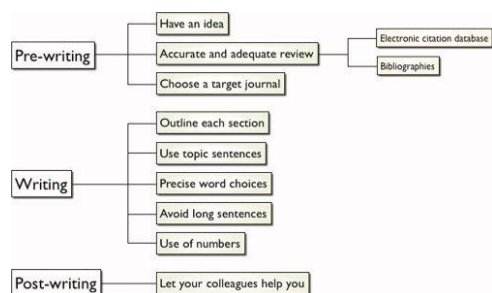 Pre-writing
Have an idea
Accurate and adequate review
Electronic citation database
Bibliographies
Choose a target journal
Writing
Outline each section
Use topic sentences
Precise word choices
Avoid long sentences
Use of numbers
Post-writing
Let your colleagues help you